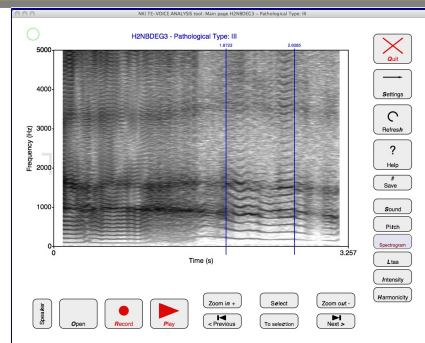 NKI TE-VOICE ANALYSIS tool: Main page H2NBDEG3 - Pathological Type: III
H2NBDEG3 - Pathological Type: III
1.8723
2.6085
5000
4000
3000
2000
1000
0
Frequency (Hz)
0
3.257
Time (s)
Quit
Settings
Refresh
?
Help
#
Save
Sound
Pitch
Spectrogram
Ltas
Intensity
Harmonicity
Speaker
Open
Record
Play
Zoom in +
Select
Zoom out -
< Previous
To selection
Next >